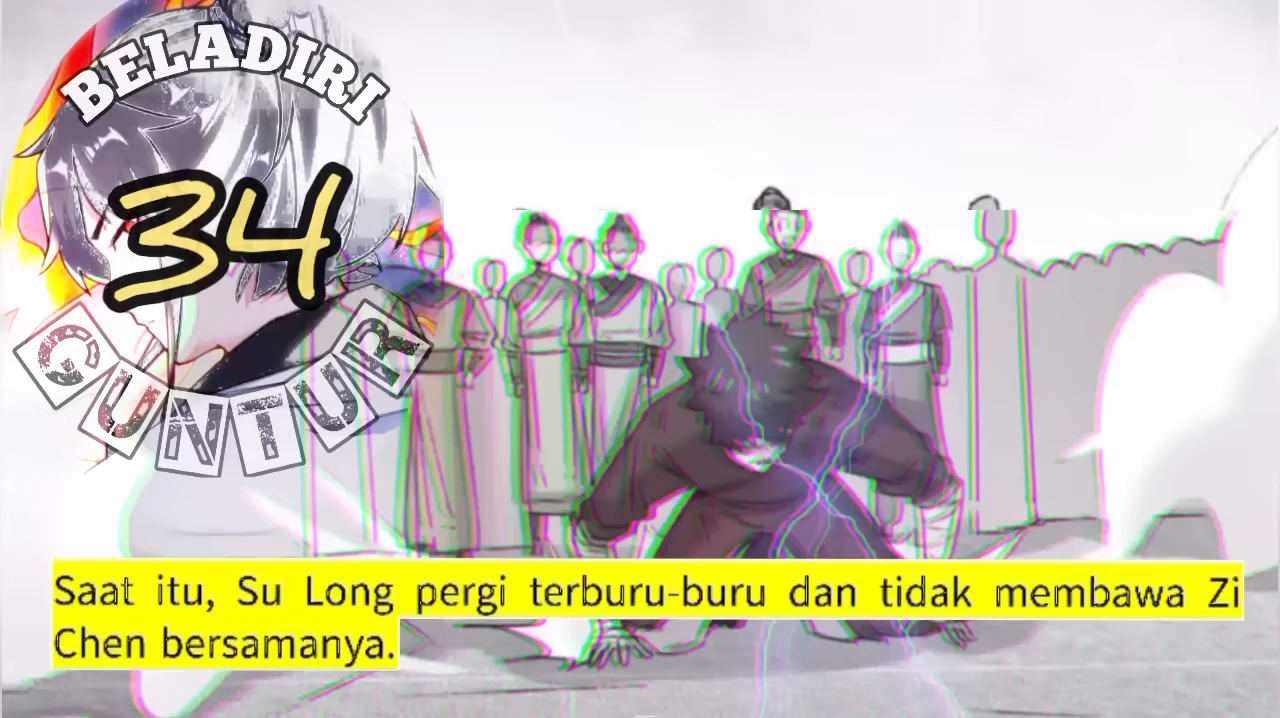 BELADIRI
34
GUNTUR
Saat itu, Su Long pergi terburu-buru dan tidak membawa Zi
Chen bersamanya.